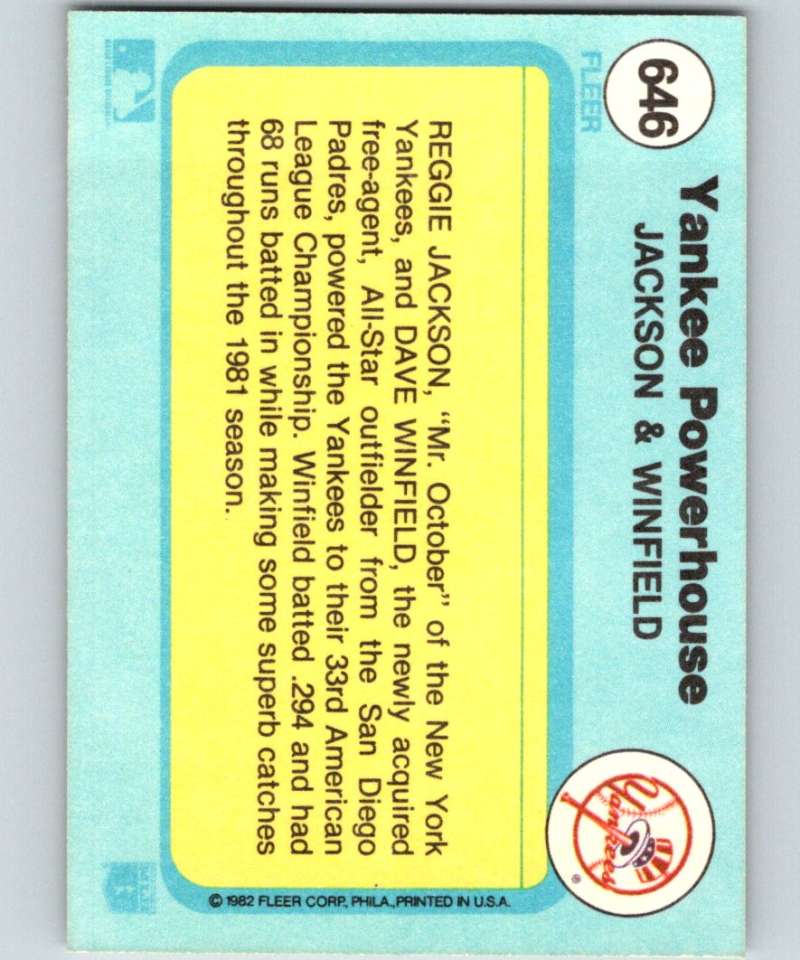 646
Yankee Powerhouse
JACKSON & WINFIELD
FLEER
Yankees
REGGIE JACKSON, "Mr. October" of the New York
Yankees, and DAVE WINFIELD, the newly acquired
free-agent, All-Star outfielder from the San Diego
Padres, powered the Yankees to their 33rd American
League Championship. Winfield batted .294 and had
68 runs batted in while making some superb catches
throughout the 1981 season.
© 1982 FLEER CORP., PHILA., PRINTED IN U.S.A.